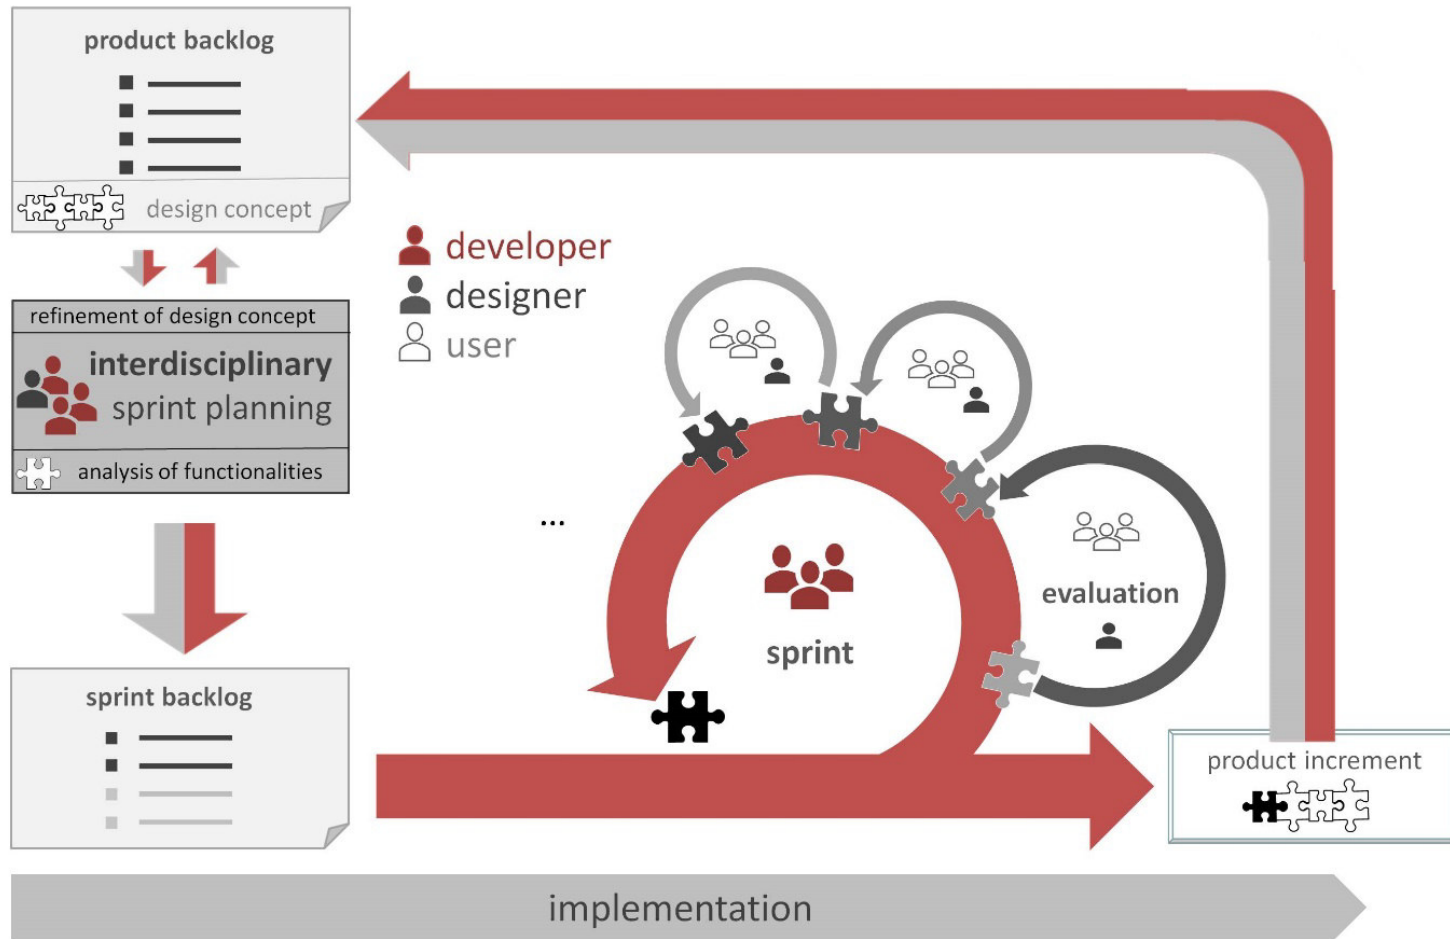 product backlog
design concept
refinement of design concept
interdisciplinary
sprint planning
analysis of functionalities
sprint backlog
developer
designer
user
...
sprint
evaluation
product increment
implementation